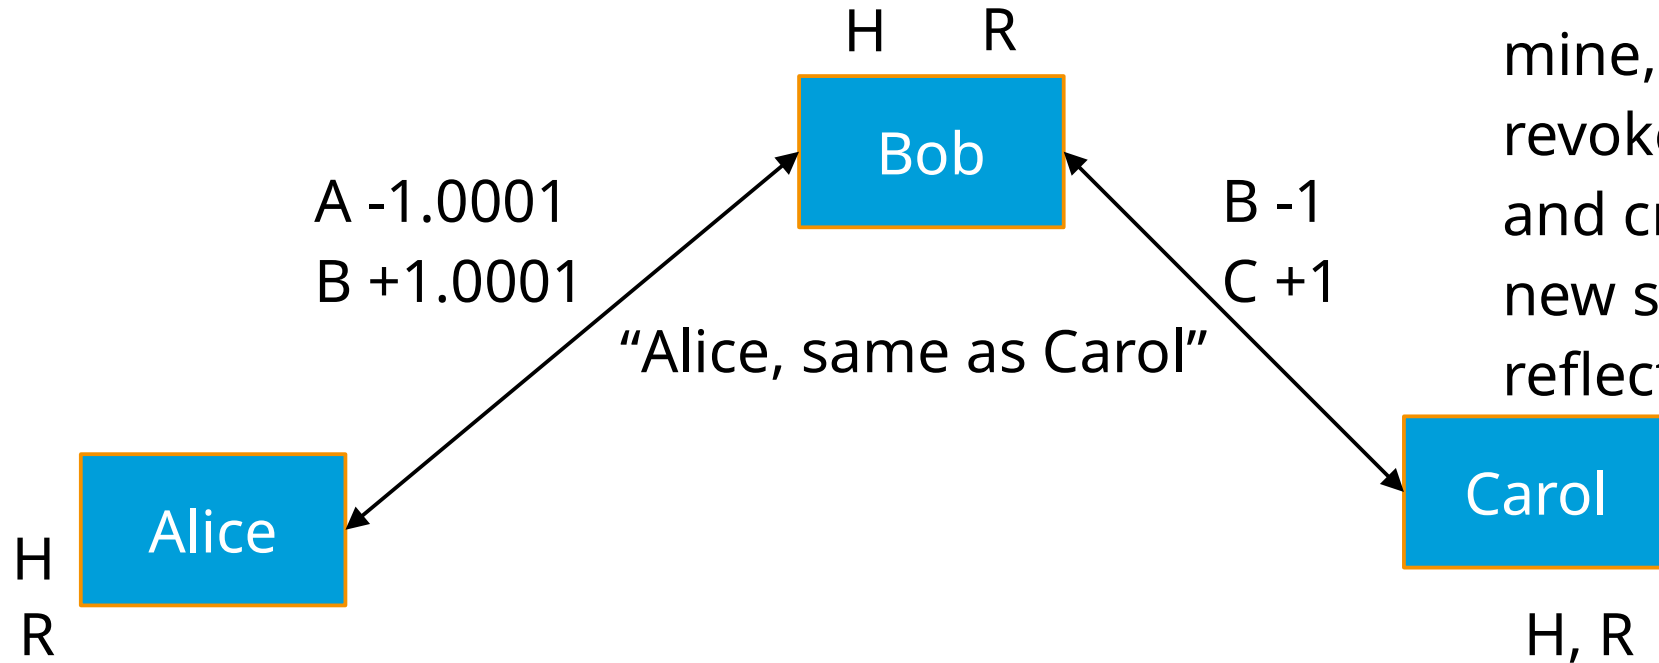 H R
mine,
Bob
and
A -1.0001
B +1.0001
B -1
C +1
new
“Alice, same as Carol”
Alice
Carol
H
R
H, R